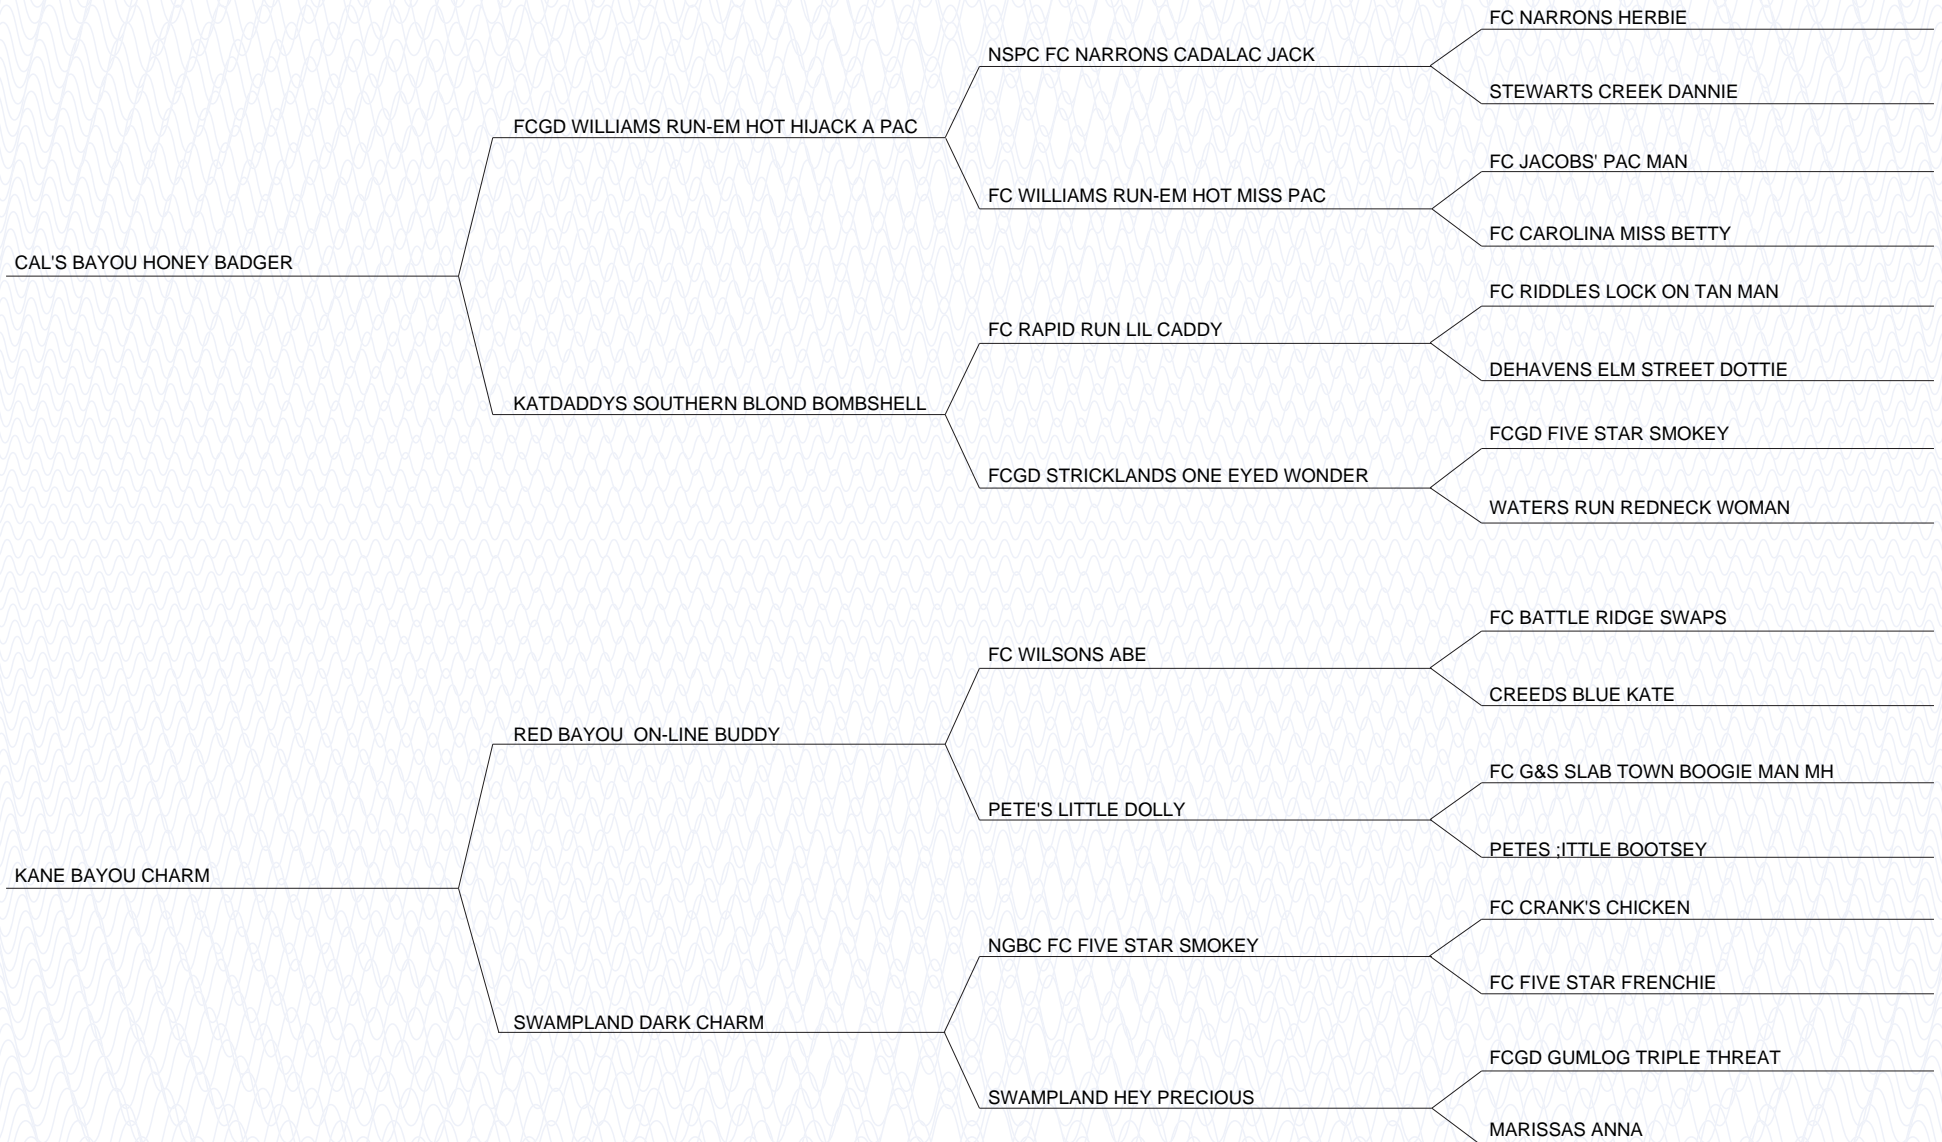 FC NARRONS HERBIE
NSPC FC NARRONS CADALAC JACK
STEWARTS CREEK DANNIE
FCGD WILLIAMS RUN-EM HOT HIJACK A PAC
FC JACOBS' PAC MAN
FC WILLIAMS RUN-EM HOT MISS PAC
FC CAROLINA MISS BETTY
CAL'S BAYOU HONEY BADGER
FC RIDDLES LOCK ON TAN MAN
FC RAPID RUN LIL CADDY
DEHAVENS ELM STREET DOTTIE
KATDADDYS SOUTHERN BLOND BOMBSHELL
FCGD FIVE STAR SMOKEY
FCGD STRICKLANDS ONE EYED WONDER
WATERS RUN REDNECK WOMAN
FC BATTLE RIDGE SWAPS
FC WILSONS ABE
CREEDS BLUE KATE
RED BAYOU  ON-LINE BUDDY
FC G&S SLAB TOWN BOOGIE MAN MH
PETE'S LITTLE DOLLY
PETES ;ITTLE BOOTSEY
KANE BAYOU CHARM
FC CRANK'S CHICKEN
NGBC FC FIVE STAR SMOKEY
FC FIVE STAR FRENCHIE
SWAMPLAND DARK CHARM
FCGD GUMLOG TRIPLE THREAT
SWAMPLAND HEY PRECIOUS
MARISSAS ANNA